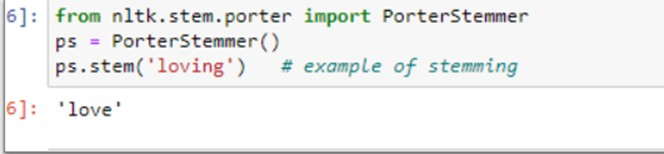 6]: from nltk.stem.porter import PorterStemmer
ps = PorterStemmer()
ps.stem('loving')   # example of stemming
6]: 'love'